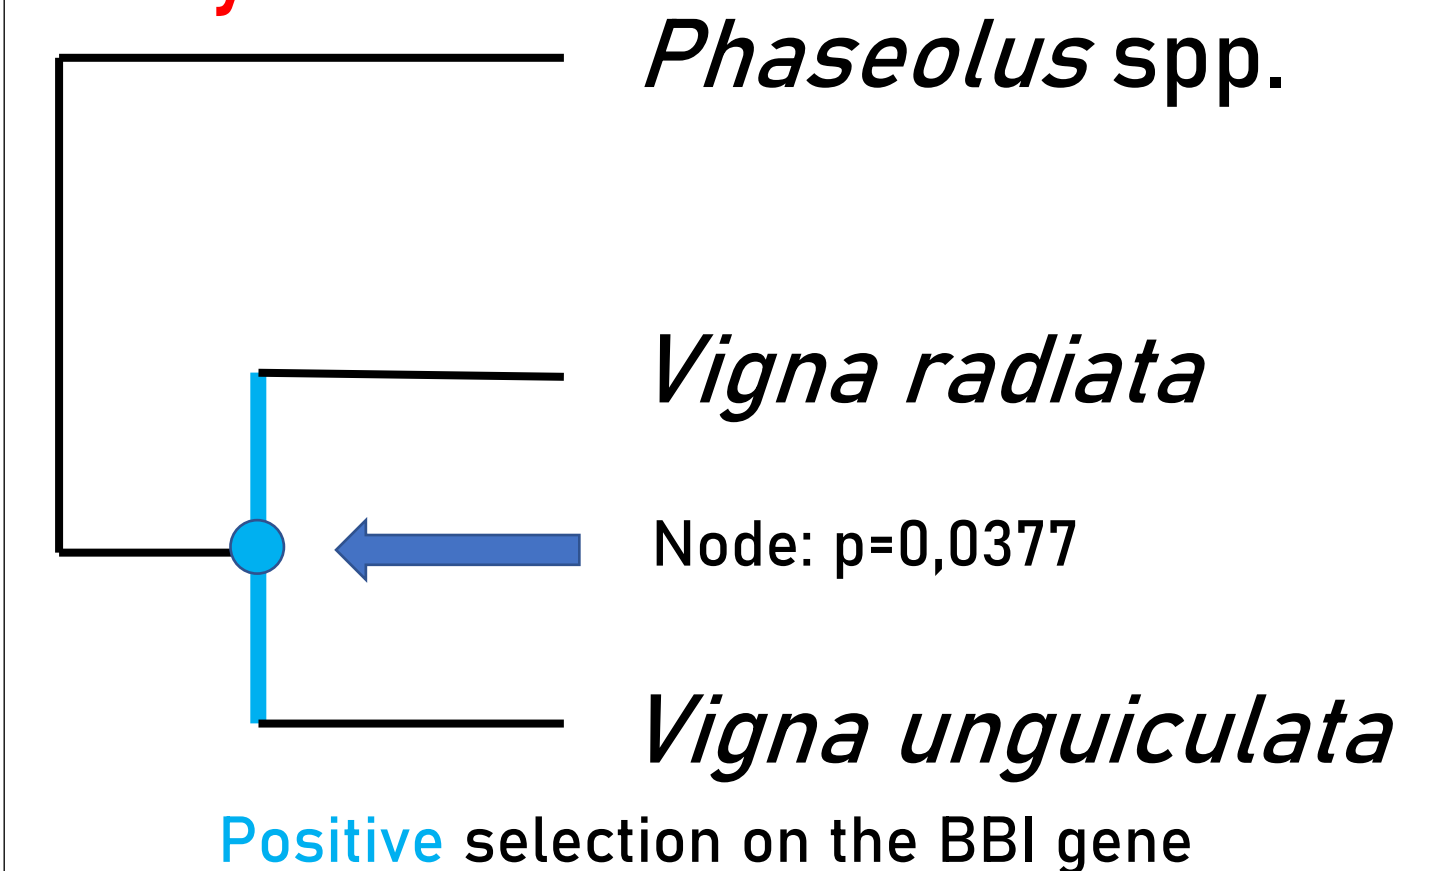 Phaseolus spp.
Vigna radiata
Node: p=0,0377
Vigna unguiculata
Positive selection on the BBI gene